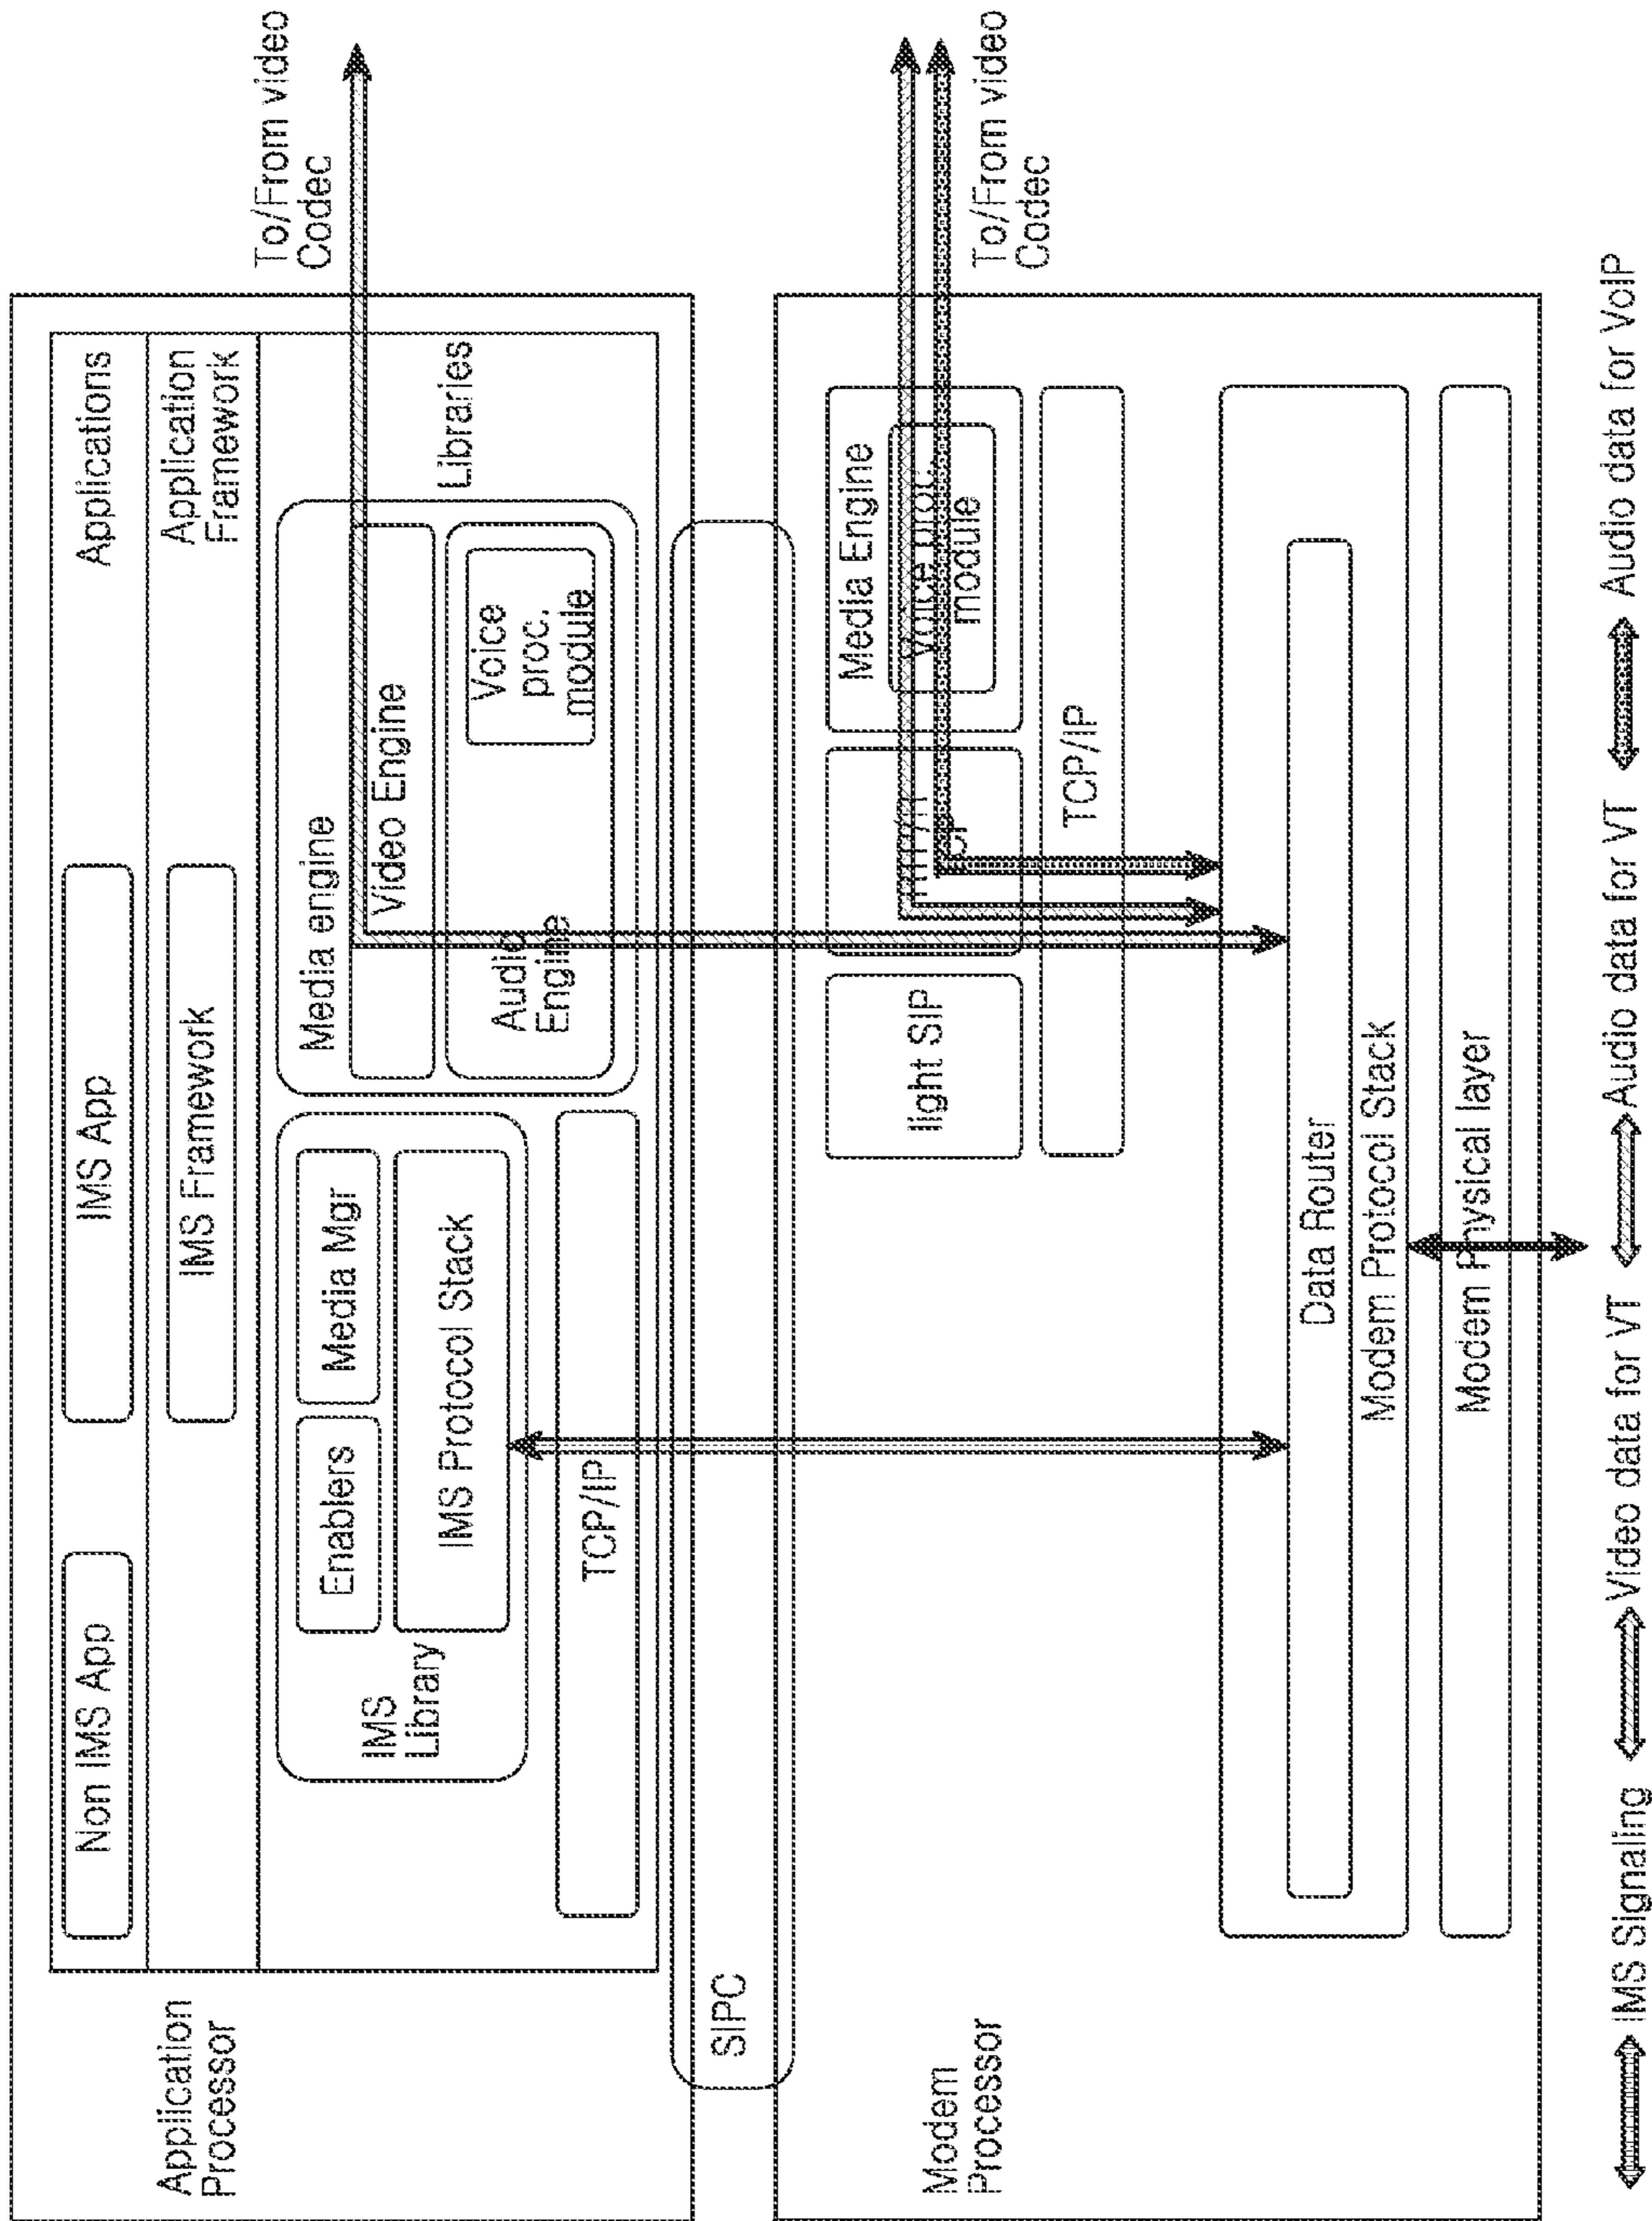 Application
Processor
Non IMS App
IMS App
Applications
IMS Framework
Application
Framework
To/From video
Codec
IMS
Library
Enablers
Media Mgr
IMS Protocol Stack
Media engine
Video Engine
Audio
Engine
Voice
proc.
module
Libraries
TCP/IP
SIPC
Modem
Processor
light SIP
Media Engine
Voice proc.
module
To/From video
Codec
TCP/IP
Data Router
Modem Protocol Stack
Modem Physical layer
IMS Signaling
Video data for VT
Audio data for VT
Audio data for VoIP